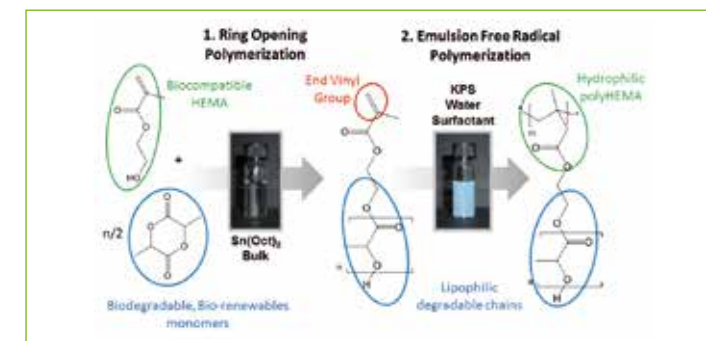 1. Ring Opening
Polymerization
2. Emulsion Free Radical
Polymerization
Biocompatible
HEMA
End Vinyl
Group
KPS
Water
Surfactant
Hydrophilic
polyHEMA
O
O
HO
+
n/2
O
O
O
O
Sn(Oct)₂
Bulk
O
O
O
O
O
H
n
m
O
O
O
O
O
H
n
Biodegradable, Bio-renewables
monomers
Lipophilic
degradable chains